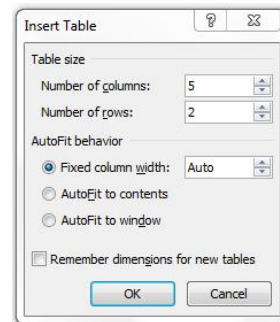 Insert Table
?
Table size
Number of columns: 5
Number of rows: 2
AutoFit behavior
Fixed column width: Auto
AutoFit to contents
AutoFit to window
Remember dimensions for new tables
OK Cancel